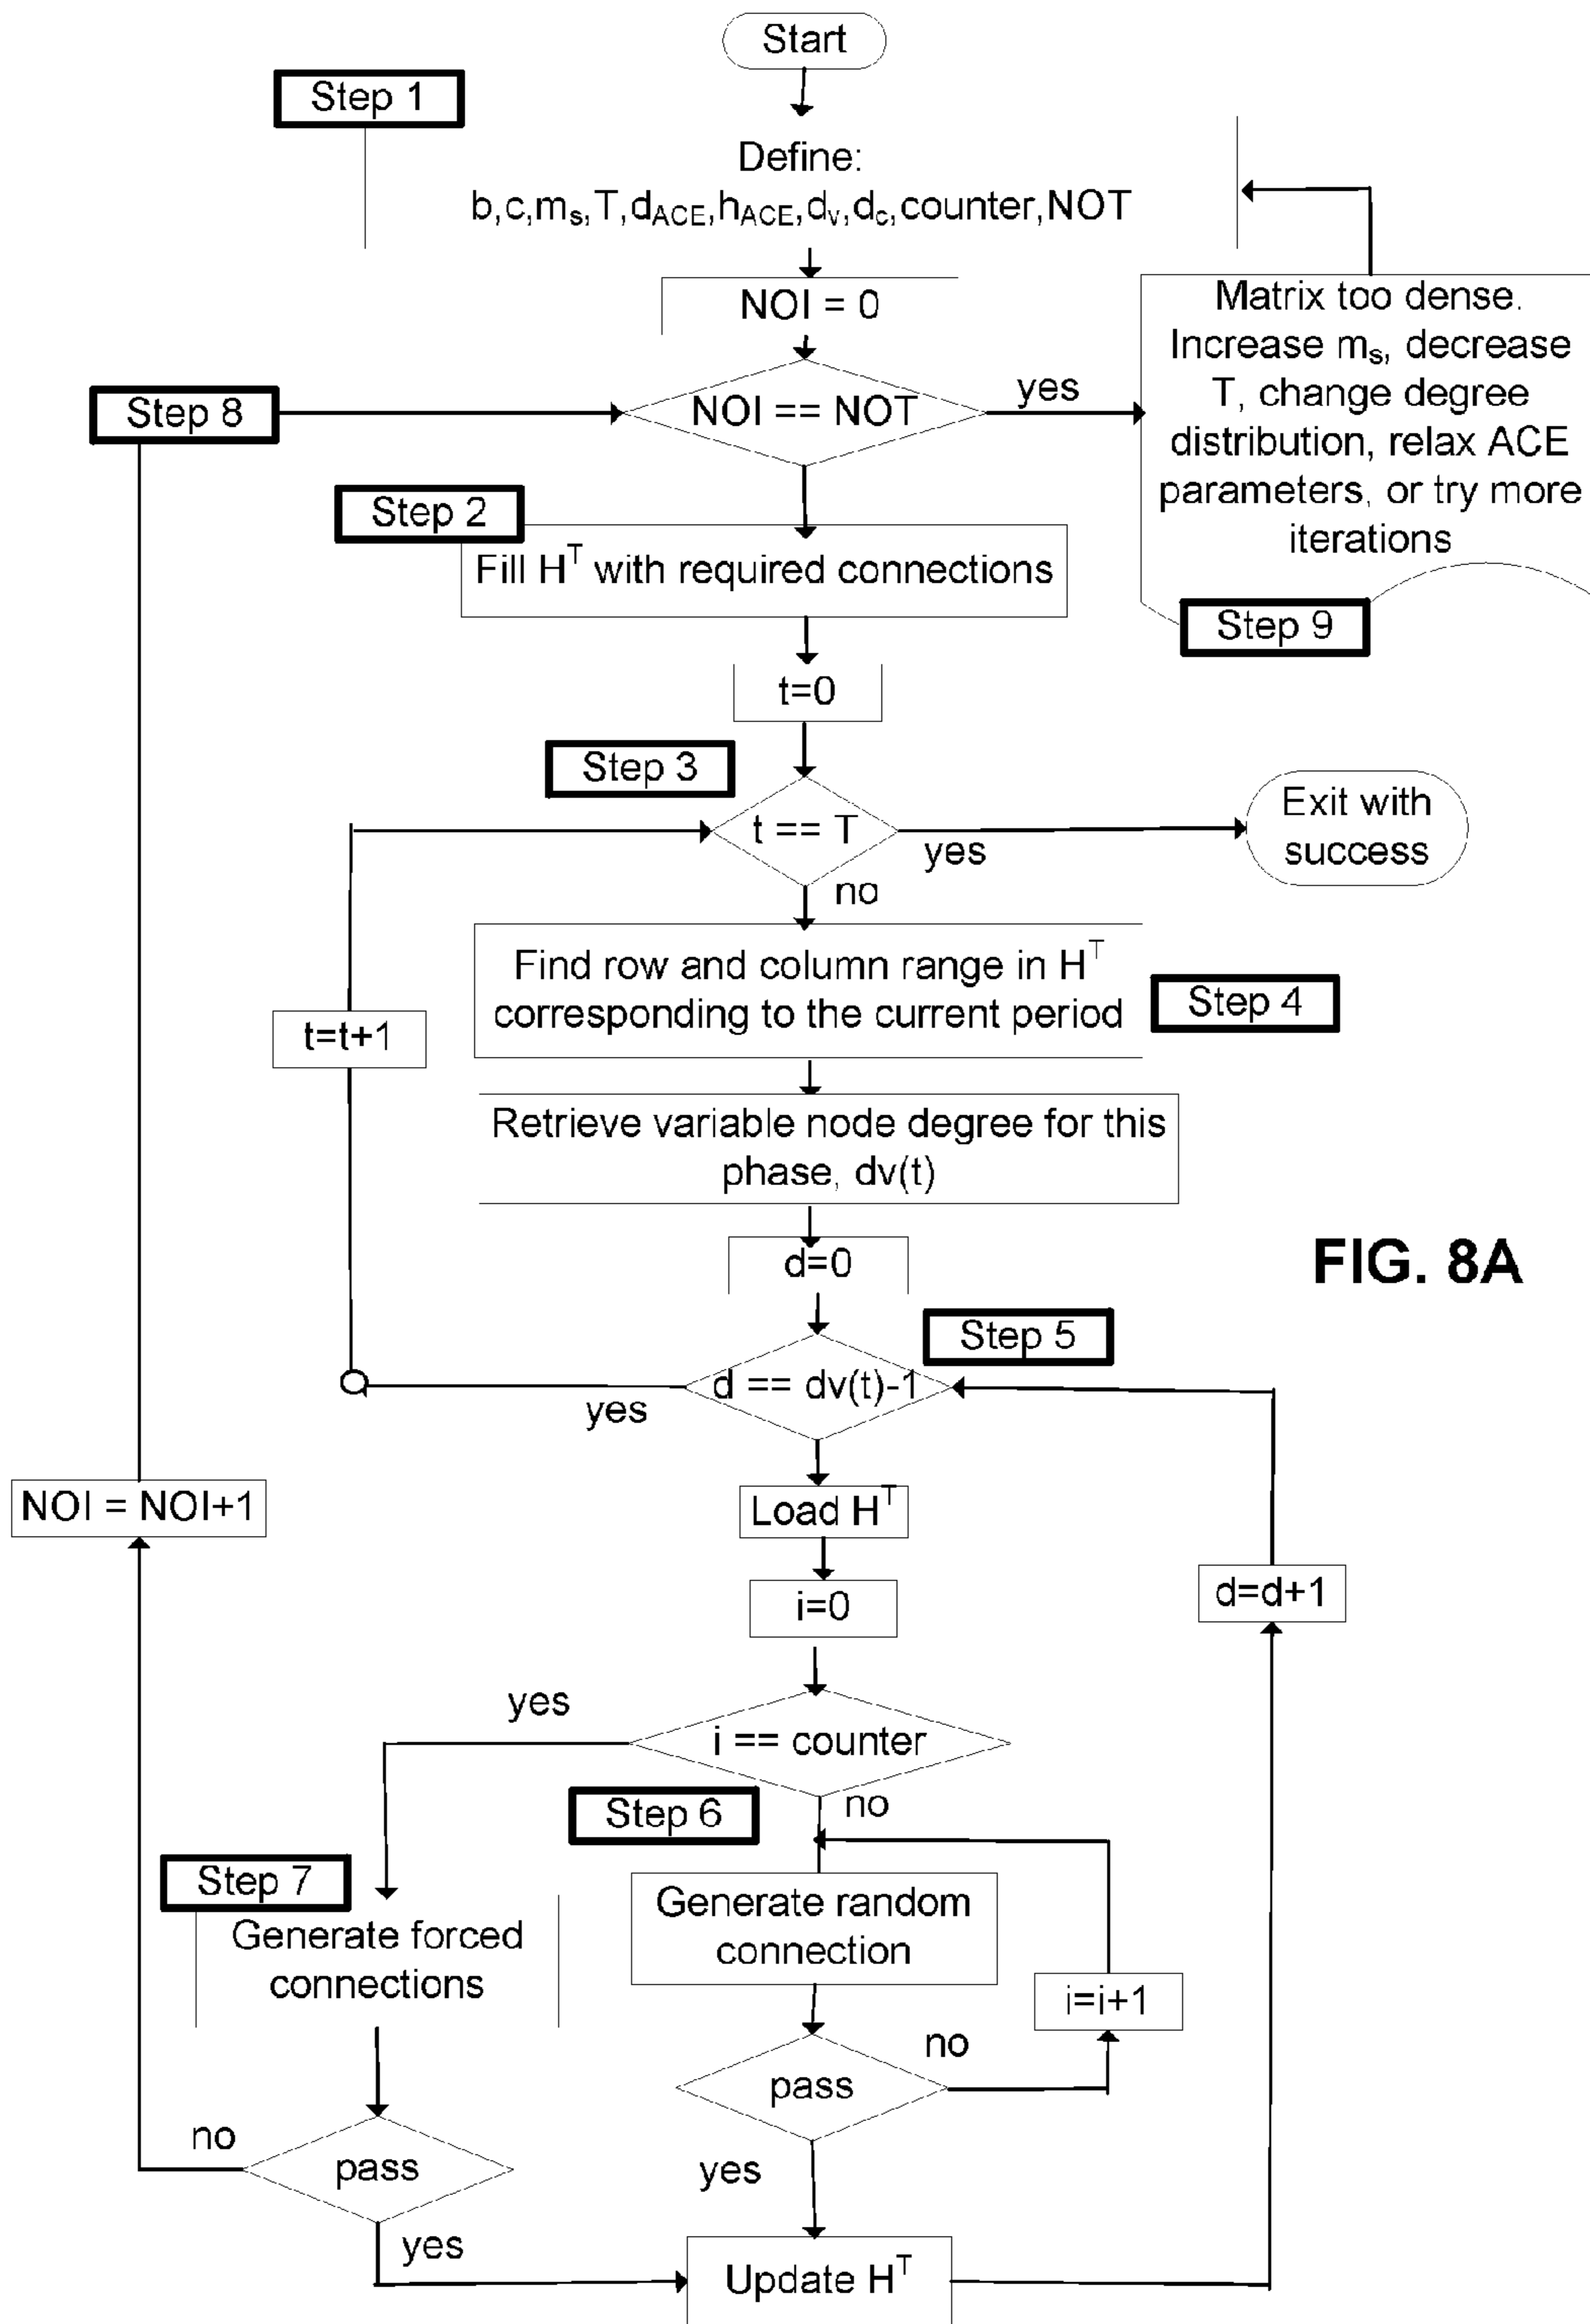 Start
Step 1
Define:
b,c,mₛ,T,d_ACE,h_ACE,d_v,d_c,counter,NOT
NOI = 0
Matrix too dense.
Increase mₛ, decrease
T, change degree
distribution, relax ACE
parameters, or try more
iterations
Step 8
NOI == NOT
yes
Step 2
Fill Hᵀ with required connections
Step 9
t=0
Step 3
t == T
yes
no
Exit with
success
Find row and column range in Hᵀ
corresponding to the current period
Step 4
t=t+1
Retrieve variable node degree for this
phase, dv(t)
d=0
FIG. 8A
Step 5
d == dv(t)-1
yes
NOI = NOI+1
Load Hᵀ
i=0
d=d+1
yes
i == counter
no
Step 6
Step 7
Generate random
connection
Generate forced
connections
i=i+1
no
pass
no
pass
yes
yes
Update Hᵀ